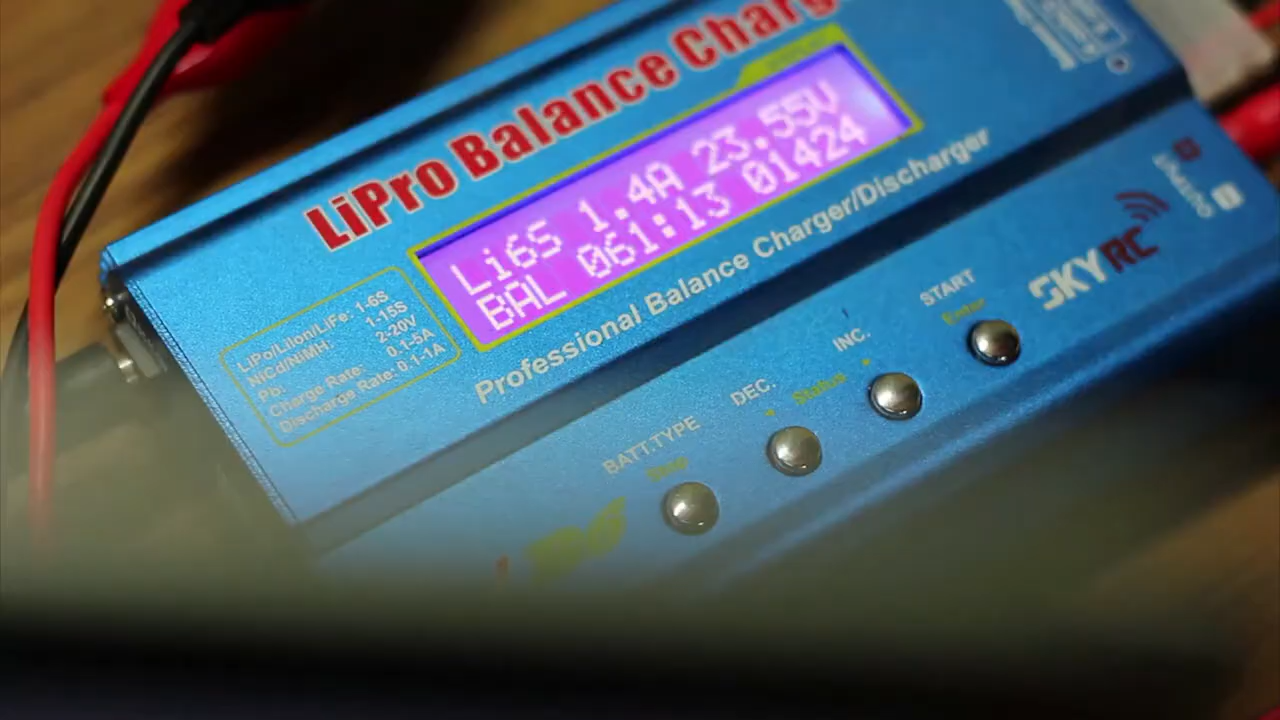 LiPro Balance Charg
Li6S 1.4A 23.55V
BAL 061:13 01424
Professional Balance Charger/Discharger
LiPo/LiIon/LiFe: 1-6S
NiCd/NiMH: 1-15S
Pb: 2-20V
Charge Rate: 0.1-5A
Discharge Rate: 0.1-1A
BATT.TYPE
Stop
DEC.
Status
INC.
START
Enter
SKYRC
OUTPUT